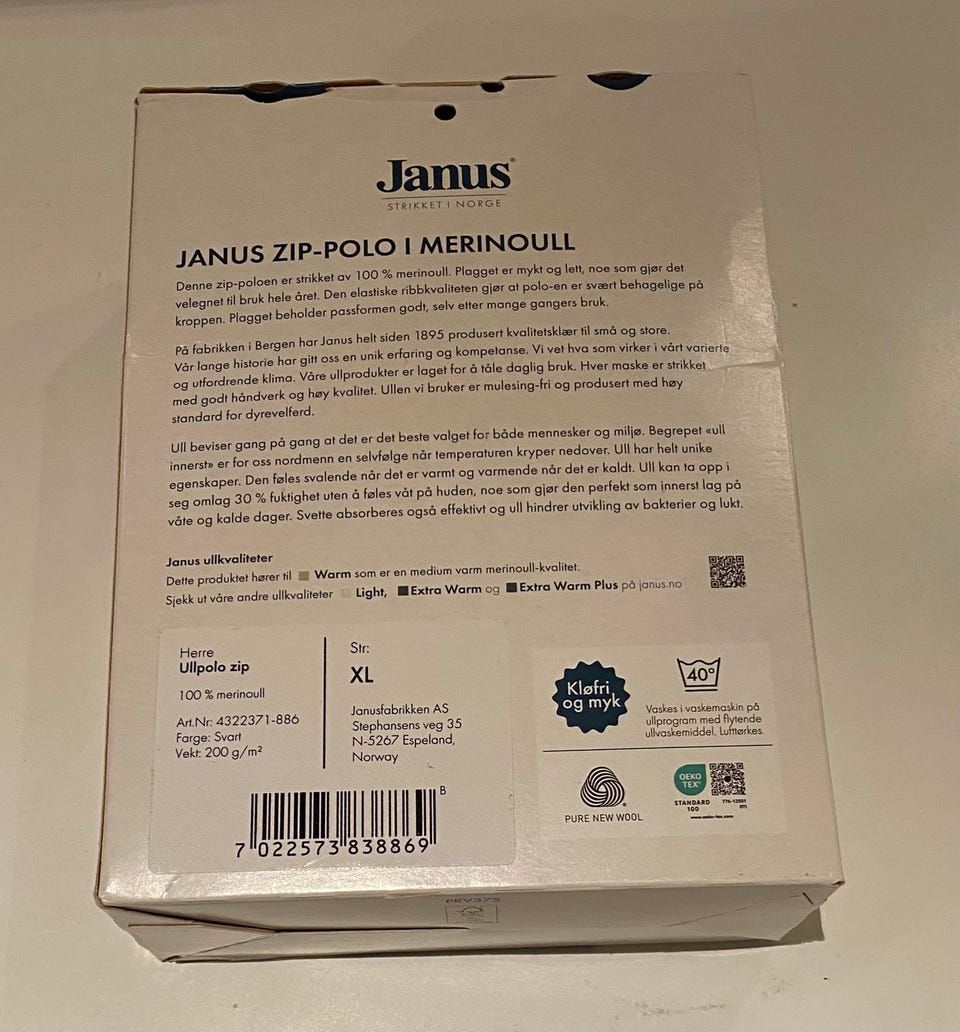 Janus®
STRIKKET I NORGE
JANUS ZIP-POLO I MERINOULL
Denne zip-poloen er strikket av 100 % merinoull. Plagget er mykt og lett, noe som gjør det
velegnet til bruk hele året. Den elastiske ribbkvaliteten gjør at polo-en er svært behagelige på
kroppen. Plagget beholder passformen godt, selv etter mange gangers bruk.
På fabrikken i Bergen har Janus helt siden 1895 produsert kvalitetsklær til små og store.
Vår lange historie har gitt oss en unik erfaring og kompetanse. Vi vet hva som virker i vårt varierte
og utfordrende klima. Våre ullprodukter er laget for å tåle daglig bruk. Hver maske er strikket
med godt håndverk og høy kvalitet. Ullen vi bruker er mulesing-fri og produsert med høy
standard for dyrevelferd.
Ull beviser gang på gang at det er det beste valget for både mennesker og miljø. Begrepet «ull
innerst» er for oss nordmenn en selvfølge når temperaturen kryper nedover. Ull har helt unike
egenskaper. Den føles svalende når det er varmt og varmende når det er kaldt. Ull kan ta opp i
seg omlag 30 % fuktighet uten å føles våt på huden, noe som gjør den perfekt som innerst lag på
våte og kalde dager. Svette absorberes også effektivt og ull hindrer utvikling av bakterier og lukt.
Janus ullkvaliteter
Dette produktet hører til Warm som er en medium varm merinoull-kvalitet.
Sjekk ut våre andre ullkvaliteter Light, Extra Warm og Extra Warm Plus på janus.no
Herre
Ullpolo zip
100 % merinoull
Art.Nr: 4322371-886
Farge: Svart
Vekt: 200 g/m²
Str:
XL
Janusfabrikken AS
Stephansens veg 35
N-5267 Espeland,
Norway
B
7 022573 838869
Kløfri
og myk
40°
Vaskes i vaskemaskin på
ullprogram med flytende
ullvaskemiddel. Lufttørkes.
PURE NEW WOOL
OEKO
TEX®
STANDARD
100
www.oeko-tex.com
PRV375